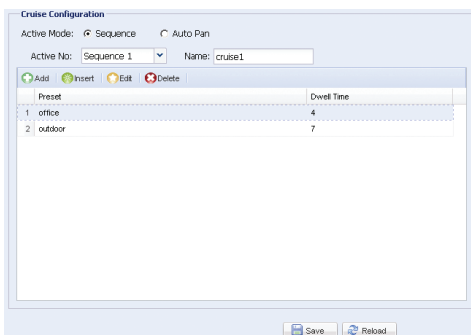 Cruise Configuration
Active Mode: Sequence Auto Pan
Active No: Sequence 1 Name: cruise1
Add Insert Edit Delete
Preset Dwell Time
1 office 4
2 outdoor 7
Save Reload